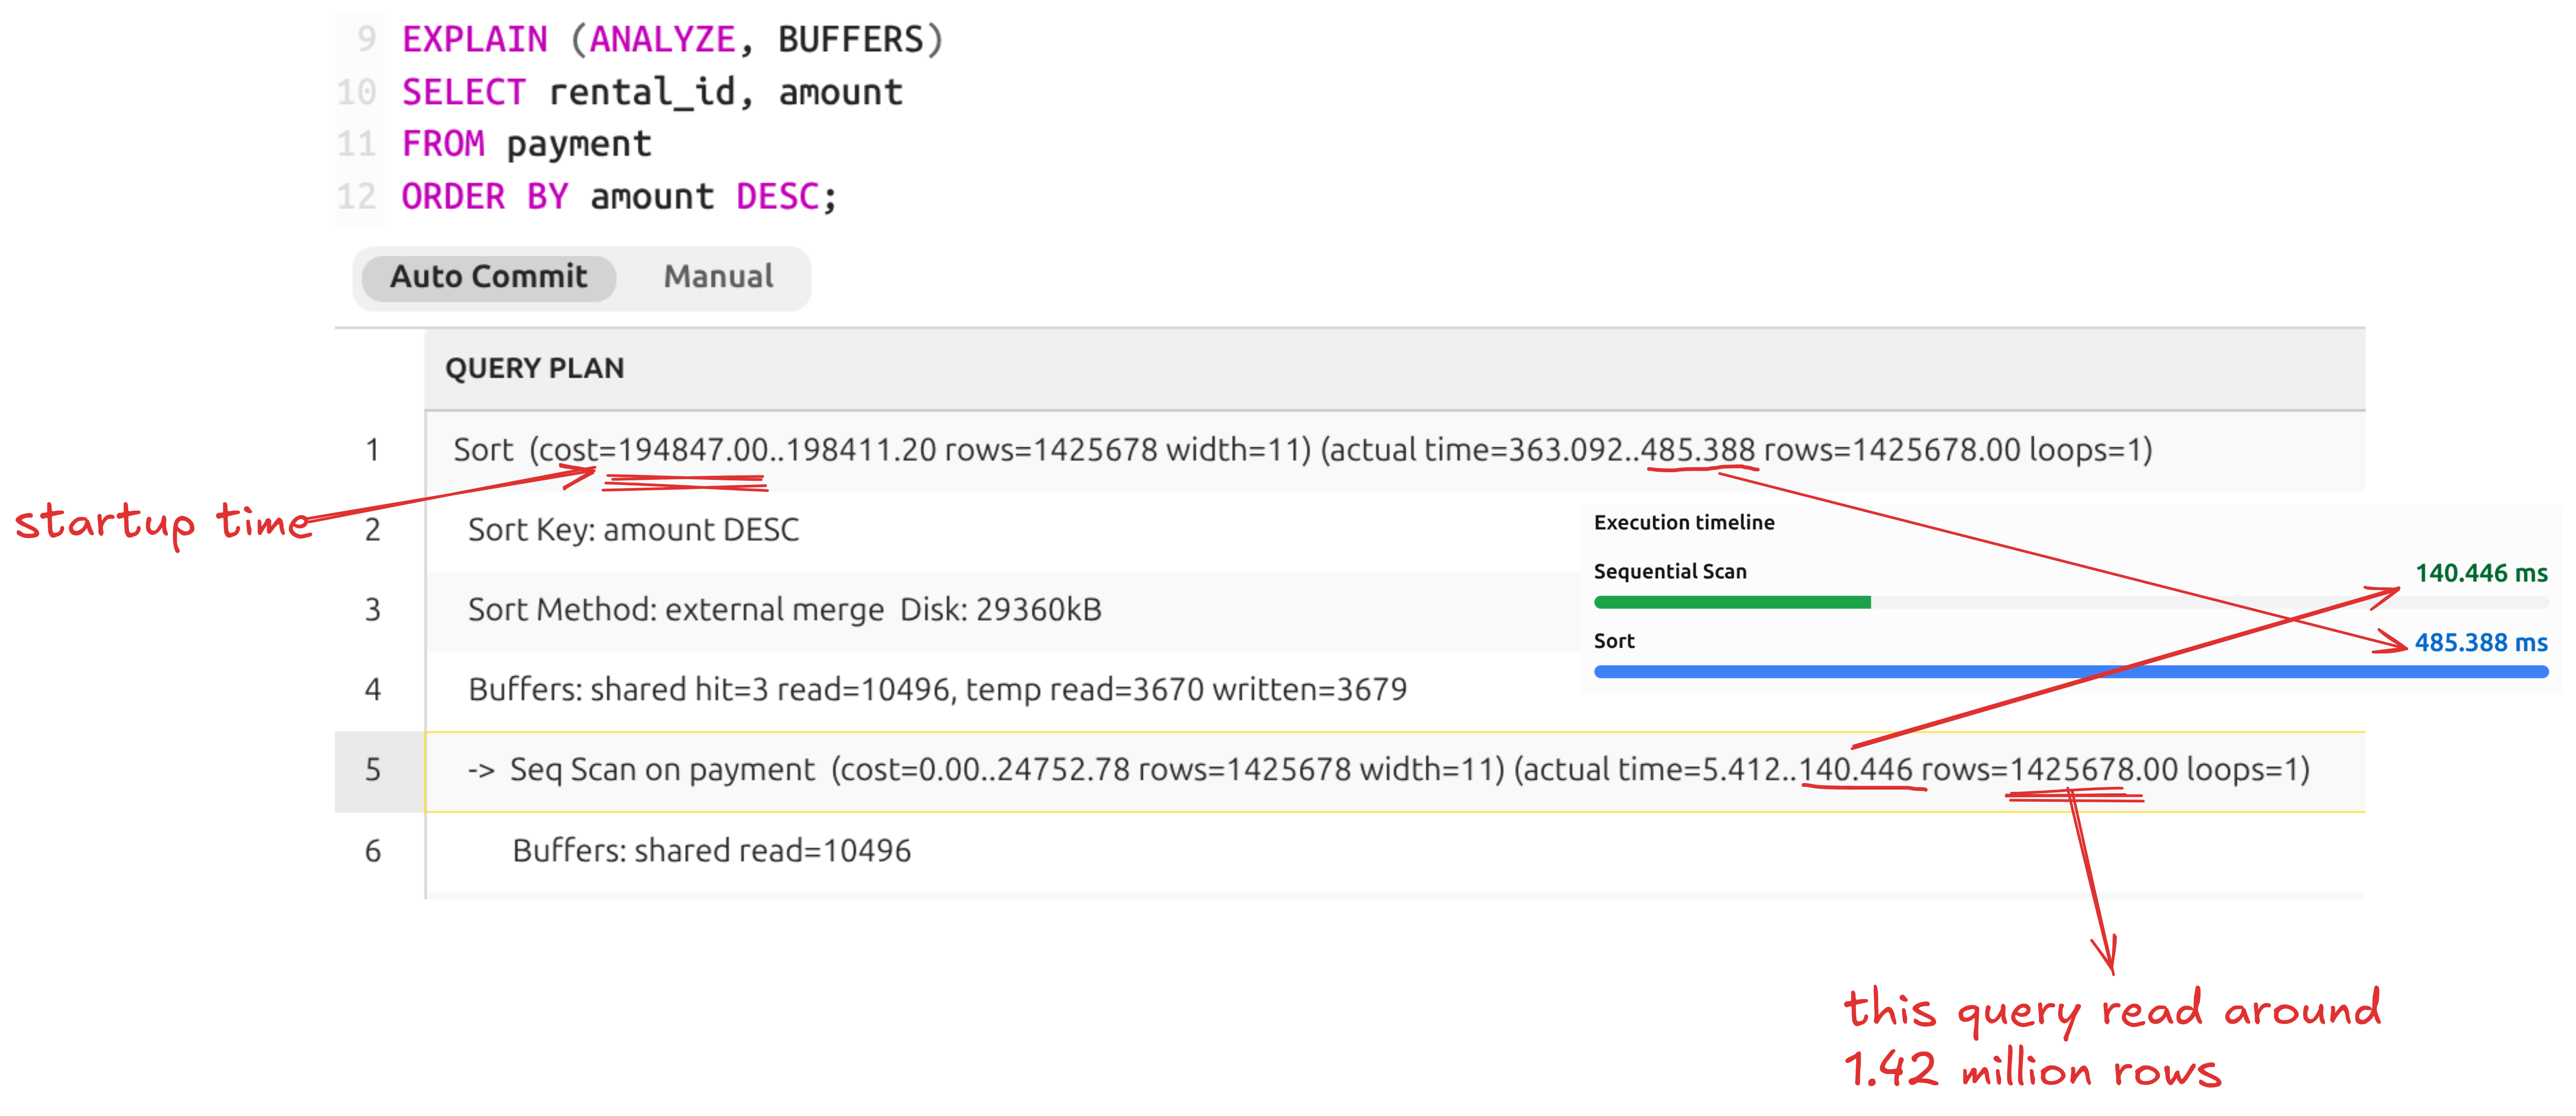 9 EXPLAIN (ANALYZE, BUFFERS)
10 SELECT rental_id, amount
11 FROM payment
12 ORDER BY amount DESC;
Auto Commit Manual
QUERY PLAN
1 Sort (cost=194847.00..198411.20 rows=1425678 width=11) (actual time=363.092..485.388 rows=1425678.00 loops=1)
startup time
2 Sort Key: amount DESC
Execution timeline
Sequential Scan 140.446 ms
3 Sort Method: external merge Disk: 29360kB
Sort 485.388 ms
4 Buffers: shared hit=3 read=10496, temp read=3670 written=3679
5 -> Seq Scan on payment (cost=0.00..24752.78 rows=1425678 width=11) (actual time=5.412..140.446 rows=1425678.00 loops=1)
6 Buffers: shared read=10496
this query read around
1.42 million rows